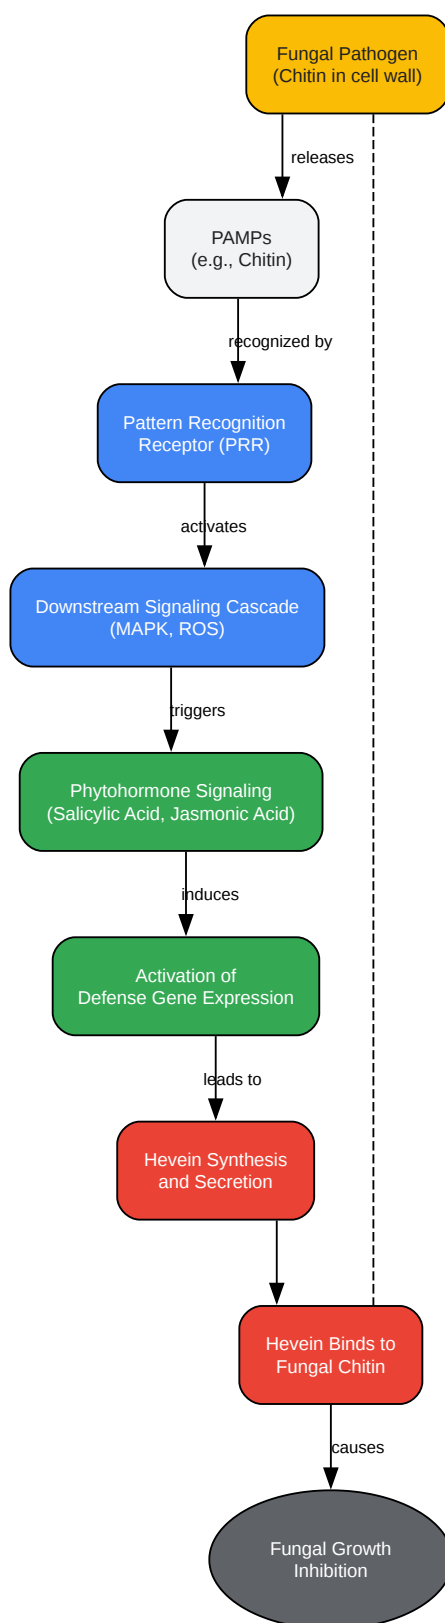 Fungal Pathogen
(Chitin in cell wall)
releases
PAMPs
(e.g., Chitin)
recognized by
Pattern Recognition
Receptor (PRR)
activates
Downstream Signaling Cascade
(MAPK, ROS)
triggers
Phytohormone Signaling
(Salicylic Acid, Jasmonic Acid)
induces
Activation of
Defense Gene Expression
leads to
Hevein Synthesis
and Secretion
Hevein Binds to
Fungal Chitin
causes
Fungal Growth
Inhibition